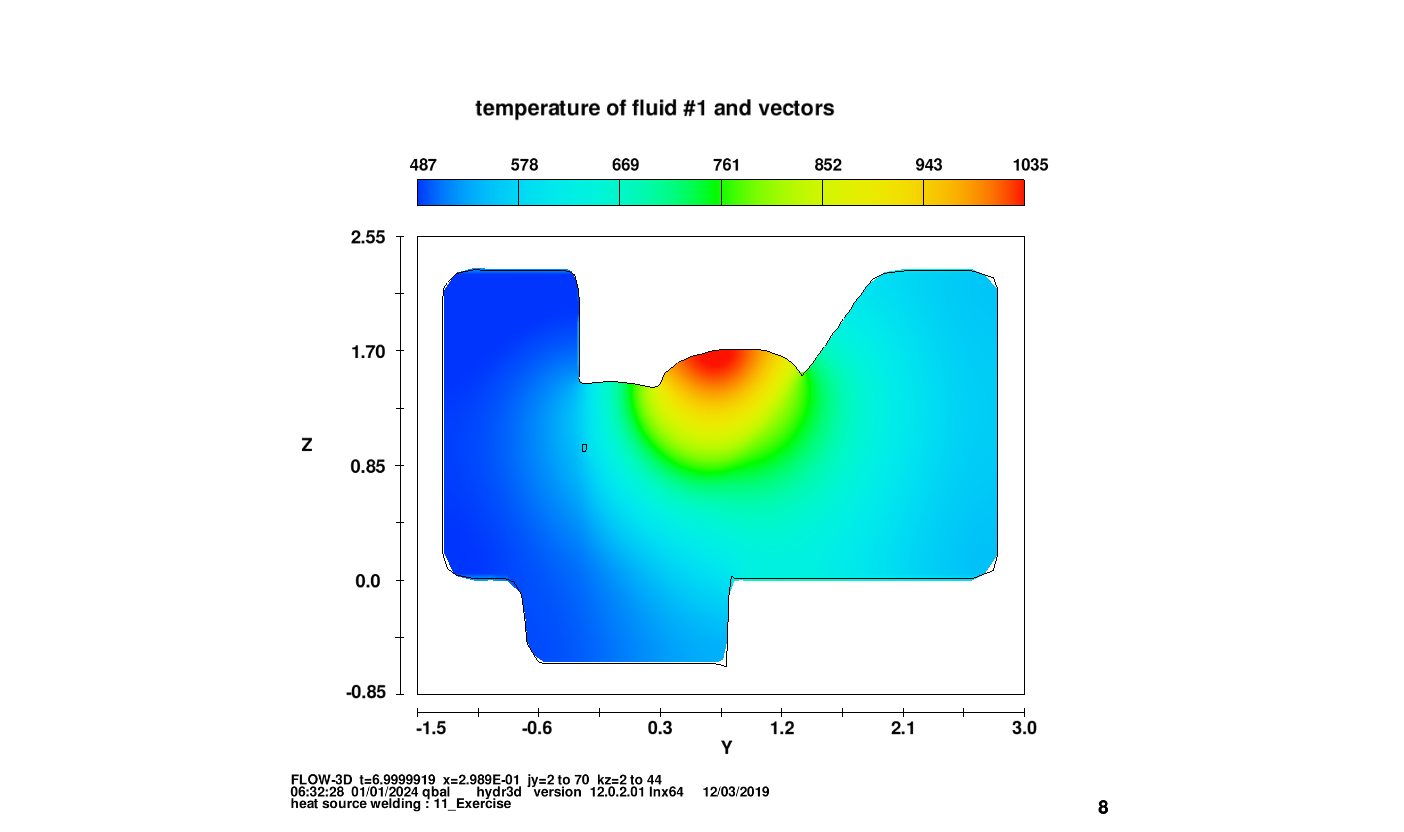 temperature of fluid #1 and vectors
487 578 669 761 852 943 1035
2.55
1.70
Z
0.85
0.0
-0.85
-1.5 -0.6 0.3 1.2 2.1 3.0
Y
FLOW-3D t=6.9999919 x=2.989E-01 jy=2 to 70 kz=2 to 44
06:32:28 01/01/2024 qbal hydr3d version 12.0.2.01 lnx64 12/03/2019
heat source welding : 11_Exercise
8